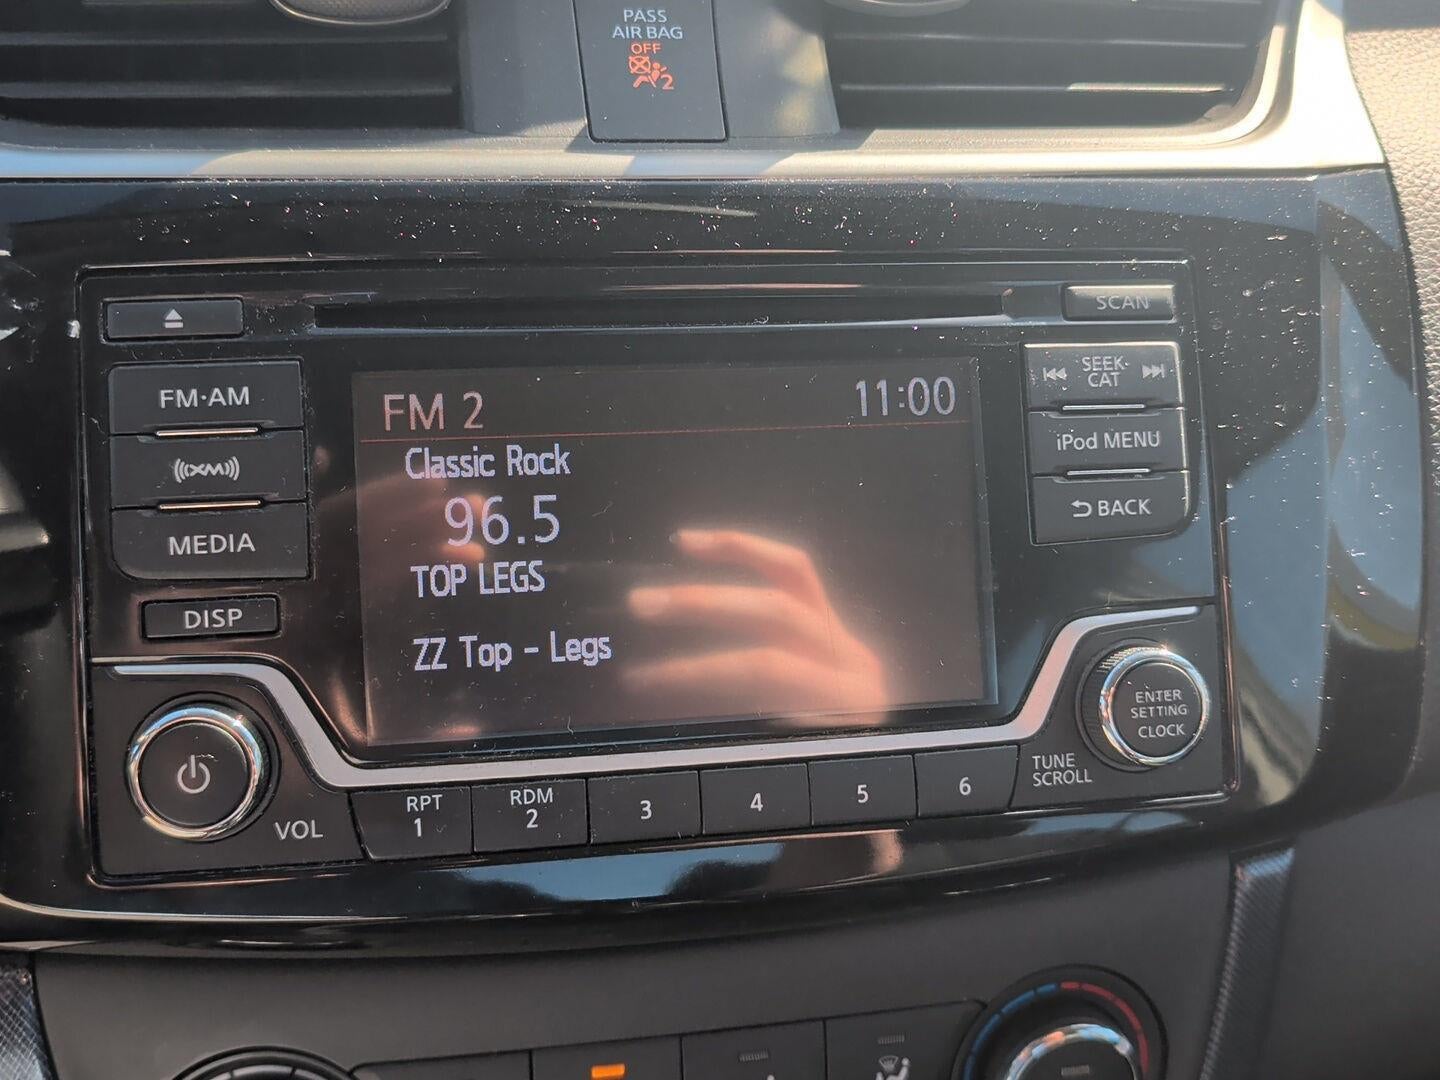 PASS
AIR BAG
OFF
2
SCAN
FM·AM
XM
MEDIA
DISP
FM 2 11:00
Classic Rock
96.5
TOP LEGS
ZZ Top - Legs
SEEK·
CAT
iPod MENU
BACK
ENTER
SETTING
CLOCK
TUNE
SCROLL
VOL
RPT
1
RDM
2
3
4
5
6